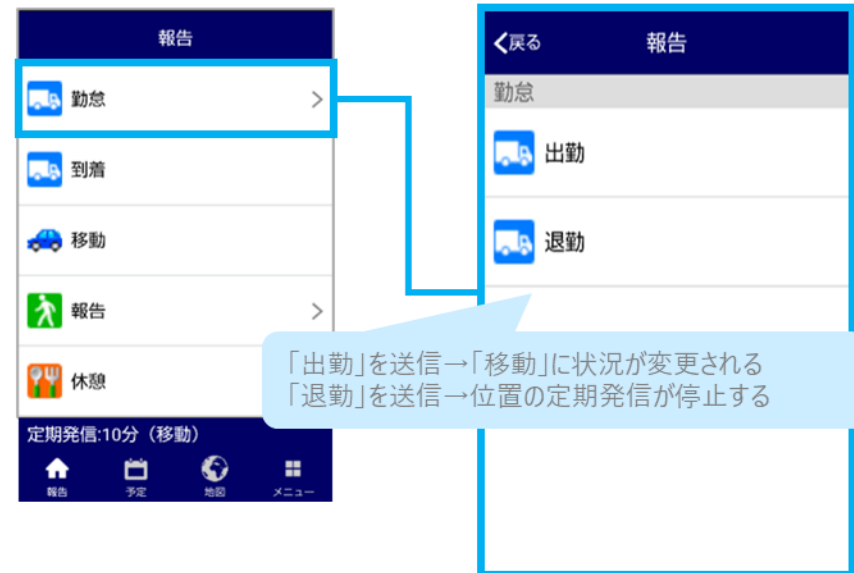 報告
勤怠
到着
移動
報告
休憩
定期発信:10分（移動）
報告 予定 地図 メニュー
戻る 報告
勤怠
出勤
退勤
「出勤」を送信→「移動」に状況が変更される
「退勤」を送信→位置の定期発信が停止する